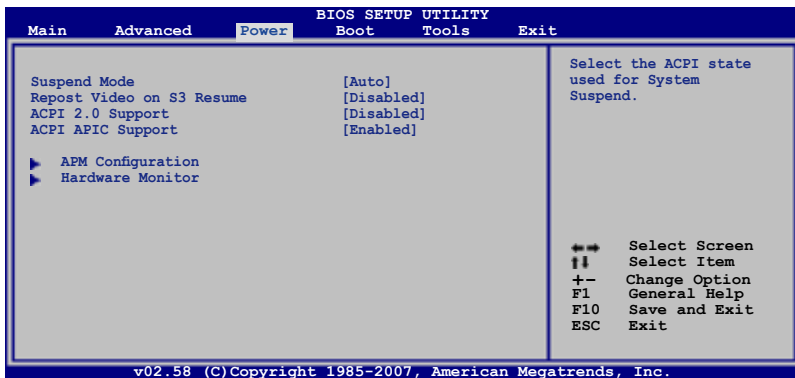 BIOS SETUP UTILITY
Main Advanced Power Boot Tools Exit
Suspend Mode [Auto]
Repost Video on S3 Resume [Disabled]
ACPI 2.0 Support [Disabled]
ACPI APIC Support [Enabled]
APM Configuration
Hardware Monitor
Select the ACPI state
used for System
Suspend.
Select Screen
Select Item
+- Change Option
F1 General Help
F10 Save and Exit
ESC Exit
v02.58 (C)Copyright 1985-2007, American Megatrends, Inc.